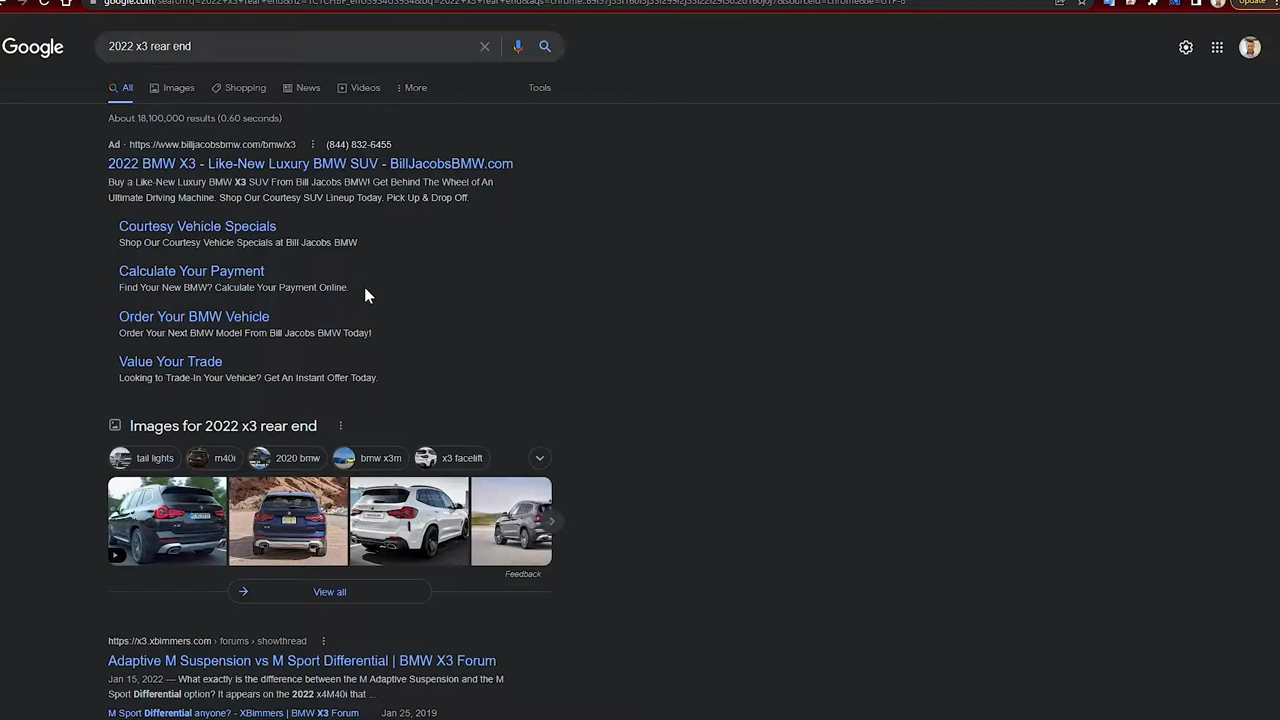 Update
Google
2022 x3 rear end
All
Images
Shopping
News
Videos
More
Tools
About 18,100,000 results (0.60 seconds)
Ad · https://www.billjacobsbmw.com/bmw/x3
(844) 832-6455
2022 BMW X3 - Like-New Luxury BMW SUV - BillJacobsBMW.com
Buy a Like-New Luxury BMW X3 SUV From Bill Jacobs BMW! Get Behind The Wheel of An
Ultimate Driving Machine. Shop Our Courtesy SUV Lineup Today. Pick Up & Drop Off.
Courtesy Vehicle Specials
Shop Our Courtesy Vehicle Specials at Bill Jacobs BMW
Calculate Your Payment
Find Your New BMW? Calculate Your Payment Online.
Order Your BMW Vehicle
Order Your Next BMW Model From Bill Jacobs BMW Today!
Value Your Trade
Looking to Trade-In Your Vehicle? Get An Instant Offer Today.
Images for 2022 x3 rear end
tail lights
m40i
2020 bmw
bmw x3m
x3 facelift
Feedback
View all
https://x3.xbimmers.com › forums › showthread
Adaptive M Suspension vs M Sport Differential | BMW X3 Forum
Jan 15, 2022 — What exactly is the difference between the M Adaptive Suspension and the M
Sport Differential option? It appears on the 2022 x4M40i that ...
M Sport Differential anyone? - XBimmers | BMW X3 Forum
Jan 25, 2019